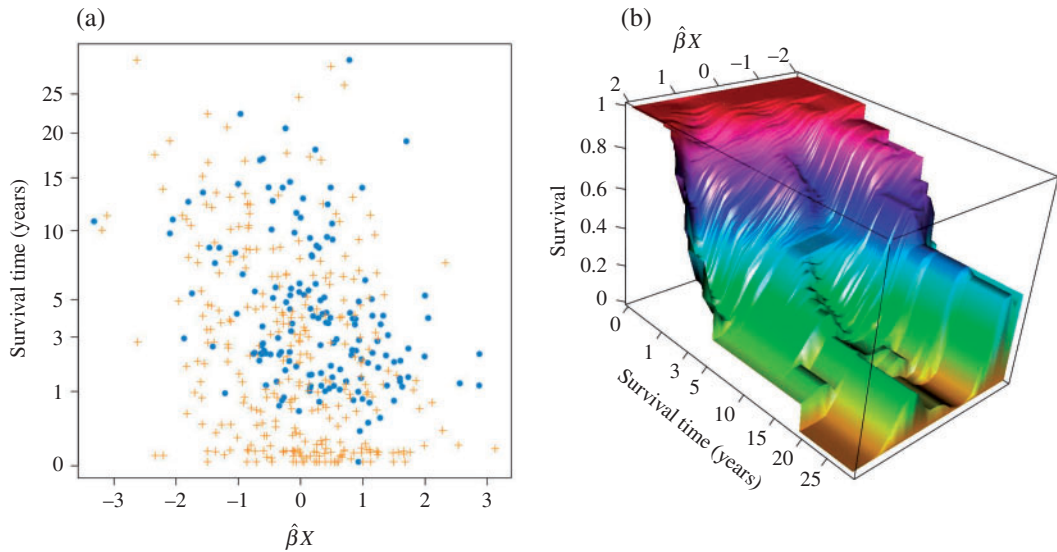 (a)
Survival time (years)
25
20
15
10
5
3
1
0
−3 −2 −1 0 1 2 3
β̂X
(b)
β̂X
2 1 0 −1 −2
Survival
1
0.8
0.6
0.4
0.2
0
Survival time (years)
0 1 3 5 10 15 20 25